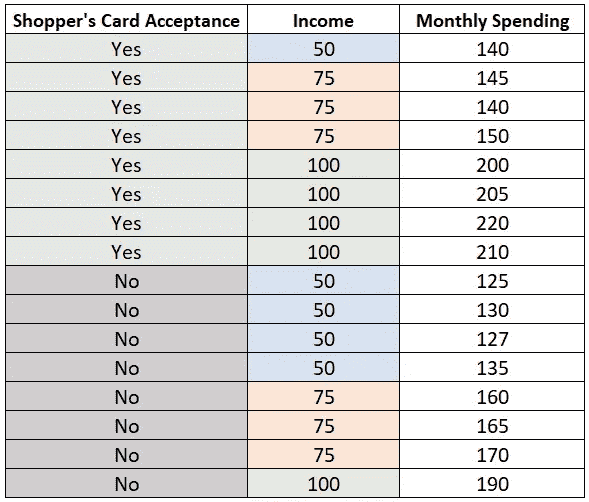 Shopper's Card Acceptance Income Monthly Spending
Yes 50 140
Yes 75 145
Yes 75 140
Yes 75 150
Yes 100 200
Yes 100 205
Yes 100 220
Yes 100 210
No 50 125
No 50 130
No 50 127
No 50 135
No 75 160
No 75 165
No 75 170
No 100 190